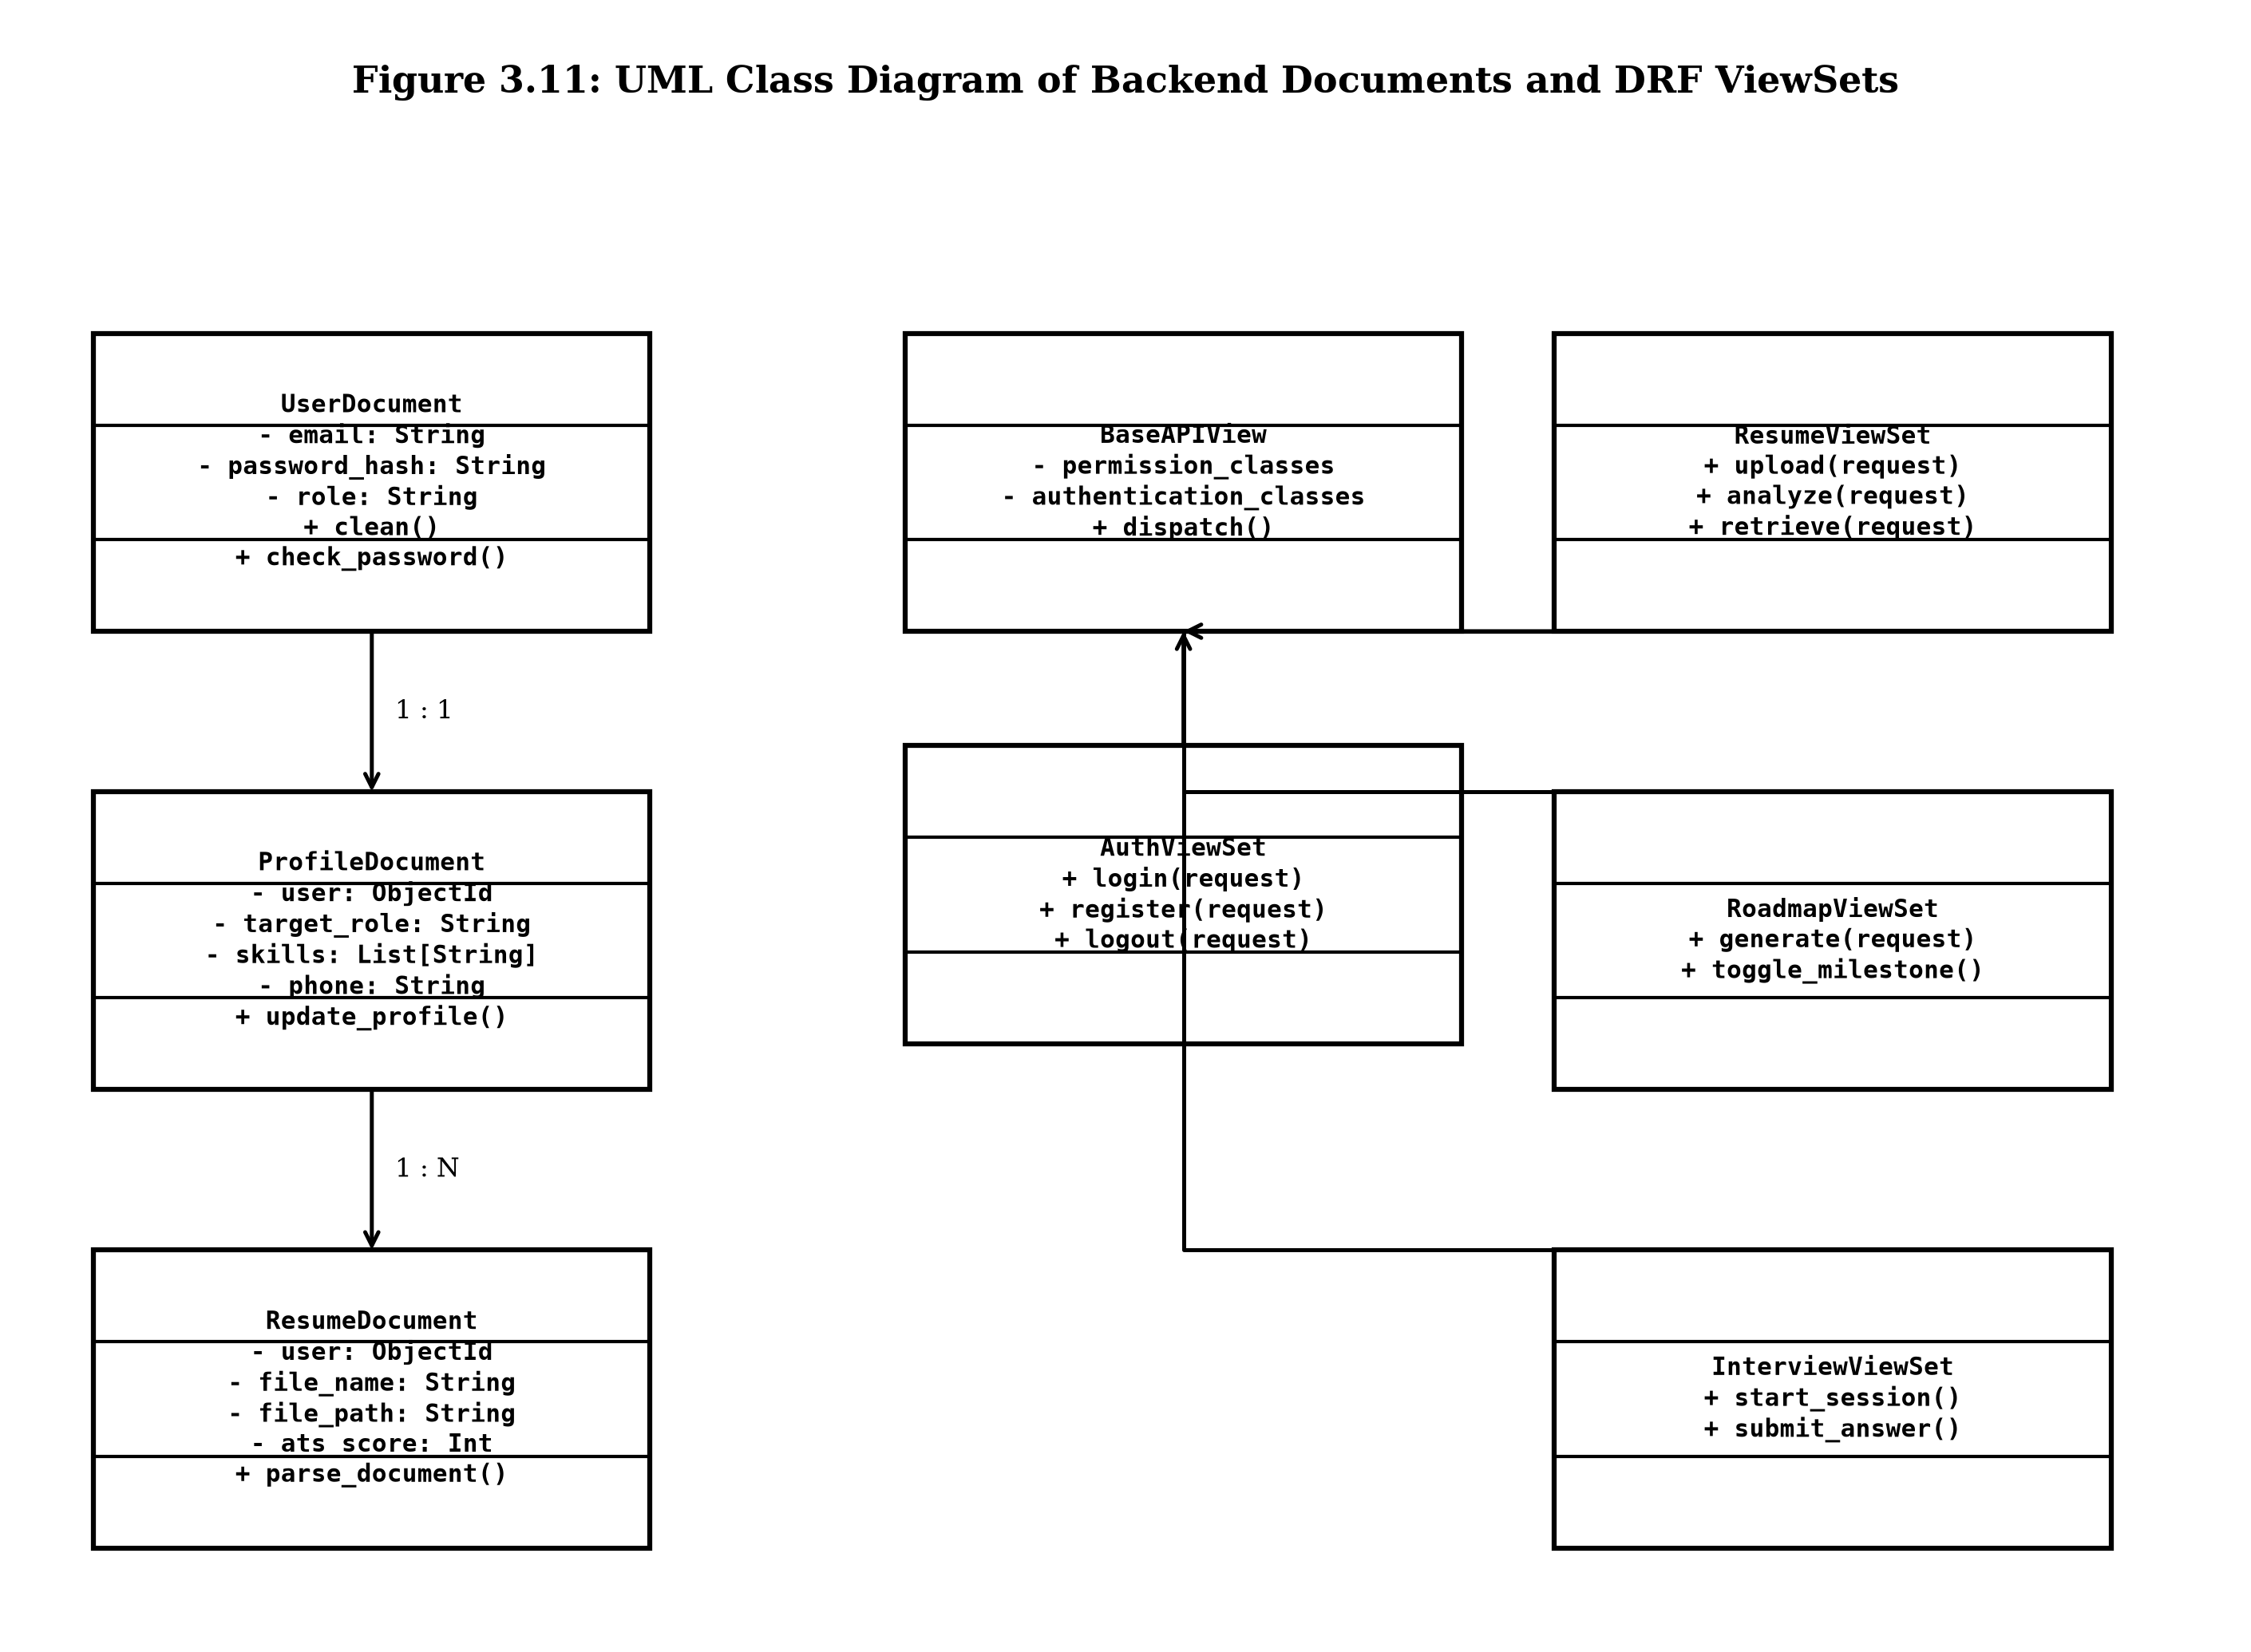 Figure 3.11: UML Class Diagram of Backend Documents and DRF ViewSets
UserDocument
- email: String
- password_hash: String
- role: String
+ clean()
+ check_password()
1 : 1
ProfileDocument
- user: ObjectId
- target_role: String
- skills: List[String]
- phone: String
+ update_profile()
1 : N
ResumeDocument
- user: ObjectId
- file_name: String
- file_path: String
- ats_score: Int
+ parse_document()
BaseAPIView
- permission_classes
- authentication_classes
+ dispatch()
AuthViewSet
+ login(request)
+ register(request)
+ logout(request)
ResumeViewSet
+ upload(request)
+ analyze(request)
+ retrieve(request)
RoadmapViewSet
+ generate(request)
+ toggle_milestone()
InterviewViewSet
+ start_session()
+ submit_answer()